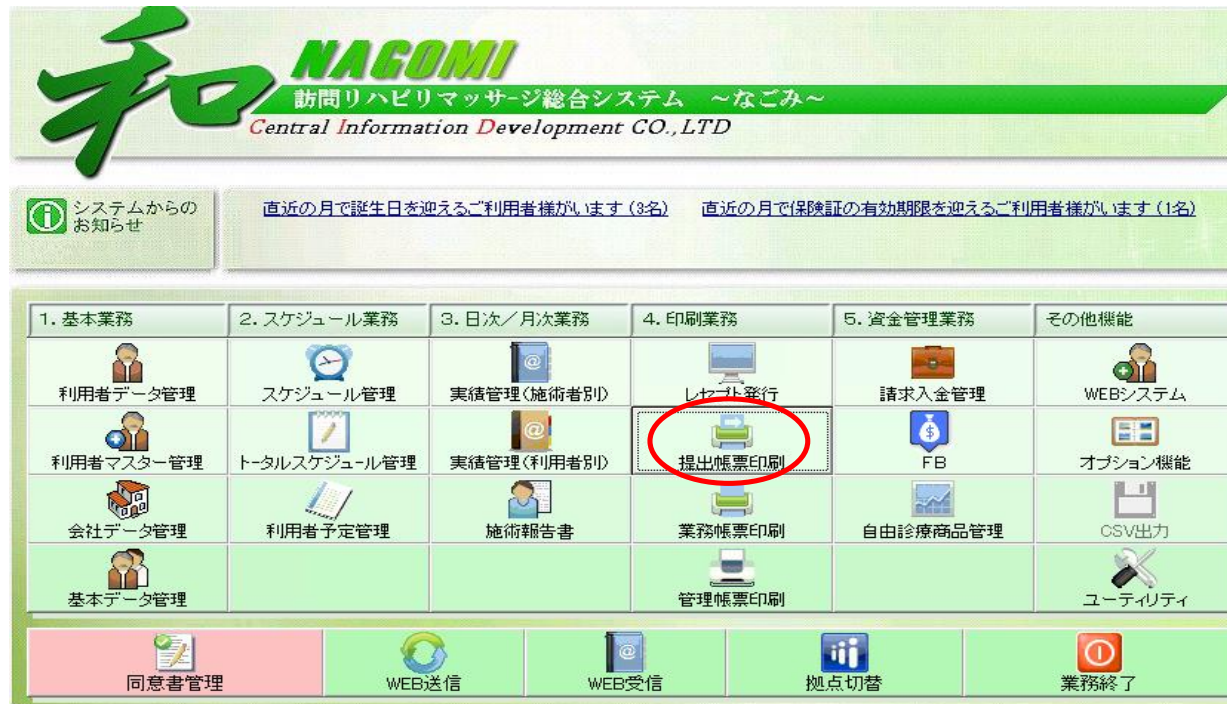 和
NAGOMI
訪問リハビリマッサージ総合システム ~なごみ~
Central Information Development CO.,LTD
システムからの
お知らせ
直近の月で誕生日を迎えるご利用者様がいます(3名) 直近の月で保険証の有効期限を迎えるご利用者様がいます(1名)
1. 基本業務 2. スケジュール業務 3. 日次/月次業務 4. 印刷業務 5. 資金管理業務 その他機能
利用者データ管理 スケジュール管理 実績管理(施術者別) レセプト発行 請求入金管理 WEBシステム
利用者マスター管理 トータルスケジュール管理 実績管理(利用者別) 提出帳票印刷 FB オプション機能
会社データ管理 利用者予定管理 施術報告書 業務帳票印刷 自由診療商品管理 CSV出力
基本データ管理 管理帳票印刷 ユーティリティ
同意書管理 WEB送信 WEB受信 拠点切替 業務終了